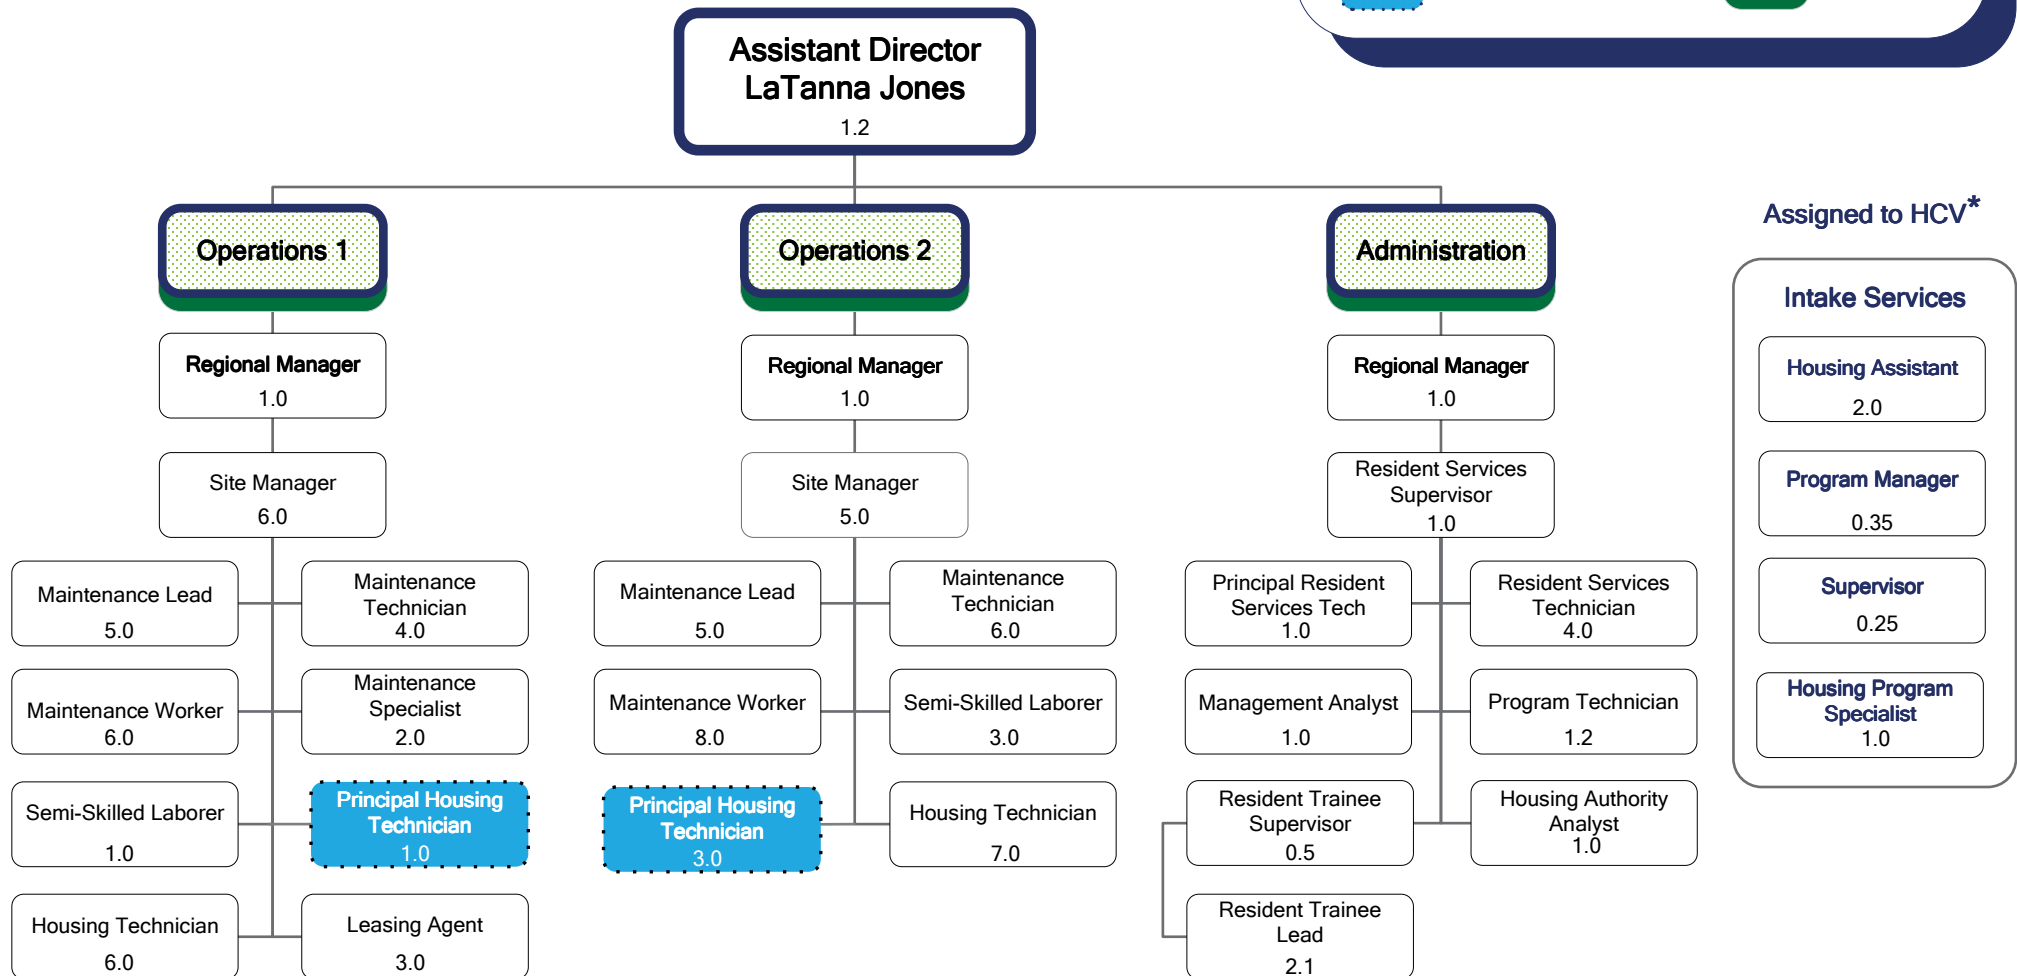 Assistant Director
LaTanna Jones
1.2
Operations 1
Operations 2
Administration
Assigned to HCV*
Regional Manager
1.0
Regional Manager
1.0
Regional Manager
1.0
Intake Services
Housing Assistant
2.0
Program Manager
0.35
Supervisor
0.25
Housing Program
Specialist
1.0
Site Manager
6.0
Site Manager
5.0
Resident Services
Supervisor
1.0
Maintenance Lead
5.0
Maintenance
Technician
4.0
Maintenance Worker
6.0
Maintenance
Specialist
2.0
Semi-Skilled Laborer
1.0
Principal Housing
Technician
1.0
Housing Technician
6.0
Leasing Agent
3.0
Maintenance Lead
5.0
Maintenance
Technician
6.0
Maintenance Worker
8.0
Semi-Skilled Laborer
3.0
Principal Housing
Technician
3.0
Housing Technician
7.0
Principal Resident
Services Tech
1.0
Resident Services
Technician
4.0
Management Analyst
1.0
Program Technician
1.2
Resident Trainee
Supervisor
0.5
Housing Authority
Analyst
1.0
Resident Trainee
Lead
2.1